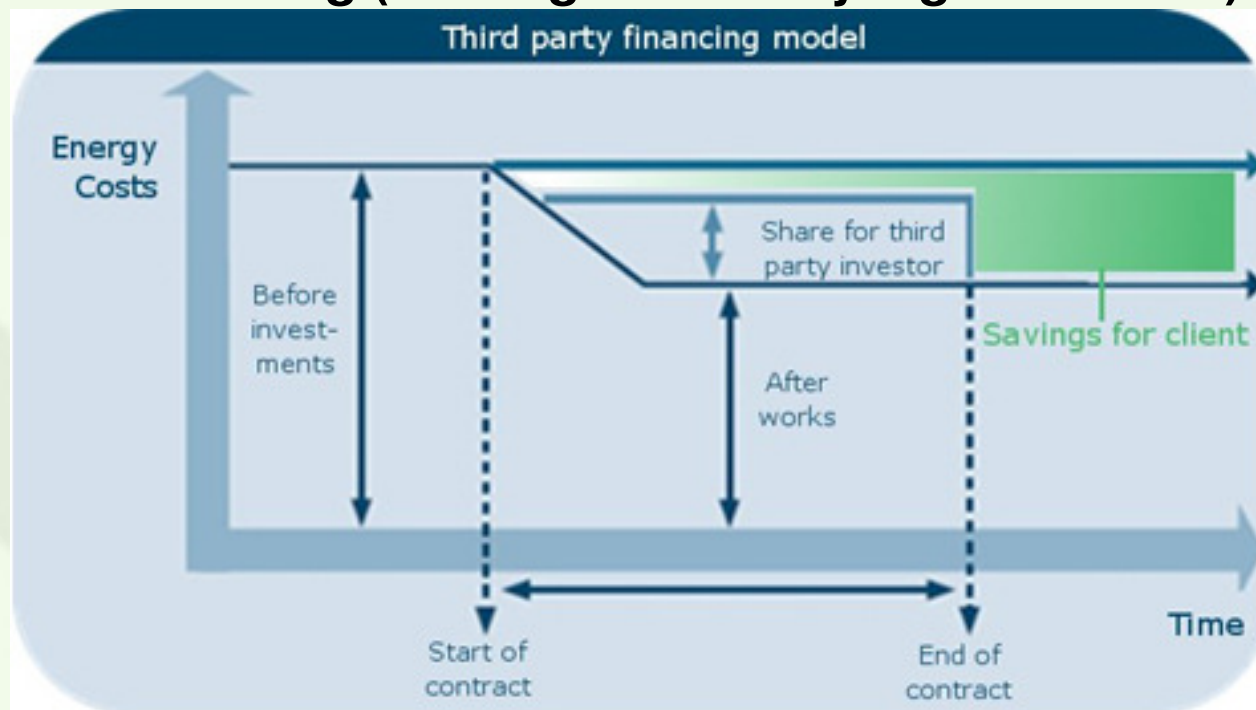 Third party financing model
Energy
Costs
Before
invest-
ments
Share for third
party investor
After
works
Savings for client
Time
Start of
contract
End of
contract